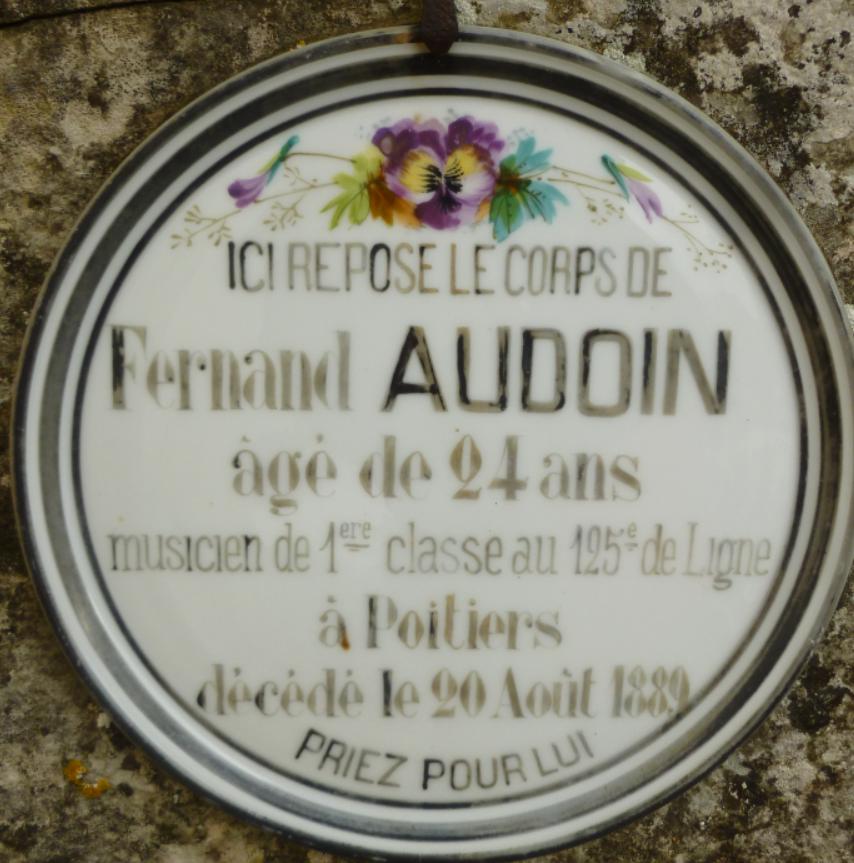 ICI REPOSE LE CORPS DE
Fernand AUDOIN
âgé de 24 ans
musicien de 1ere classe au 125e de Ligne
à Poitiers
décédé le 20 Août 1889
PRIEZ POUR LUI